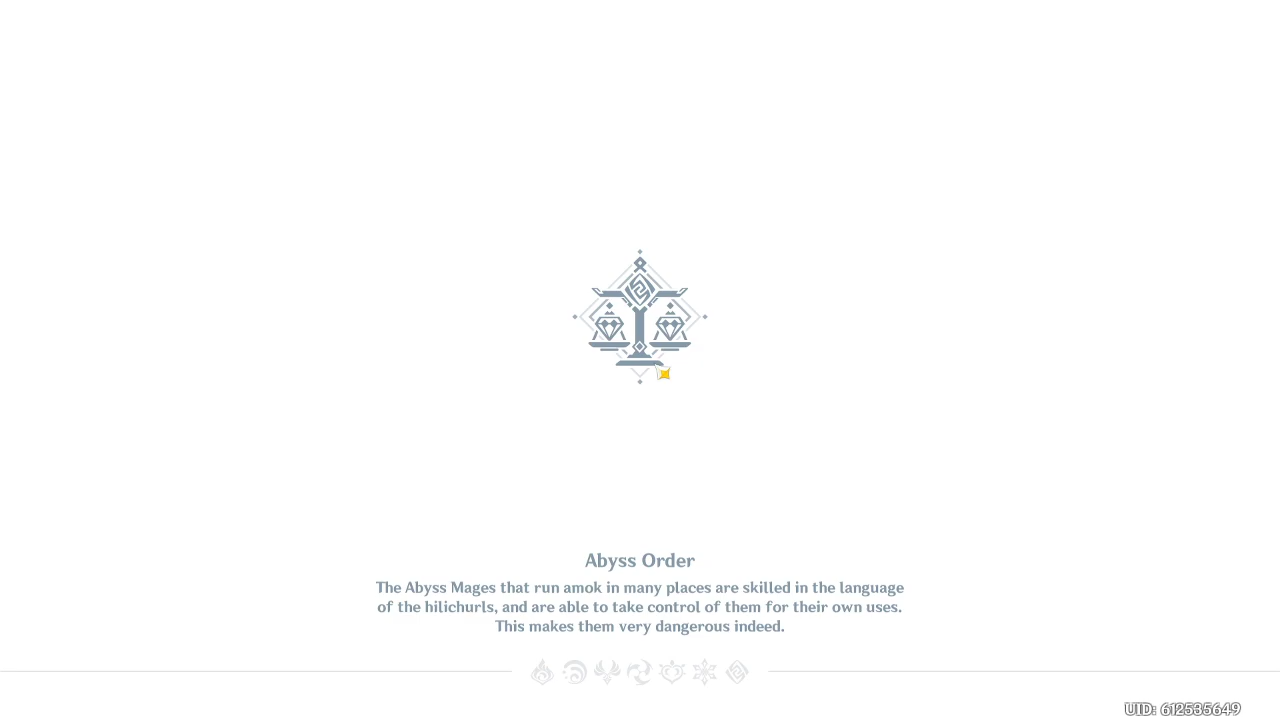 Abyss Order
The Abyss Mages that run amok in many places are skilled in the language
of the hilichurls, and are able to take control of them for their own uses.
This makes them very dangerous indeed.
UID: 612535649